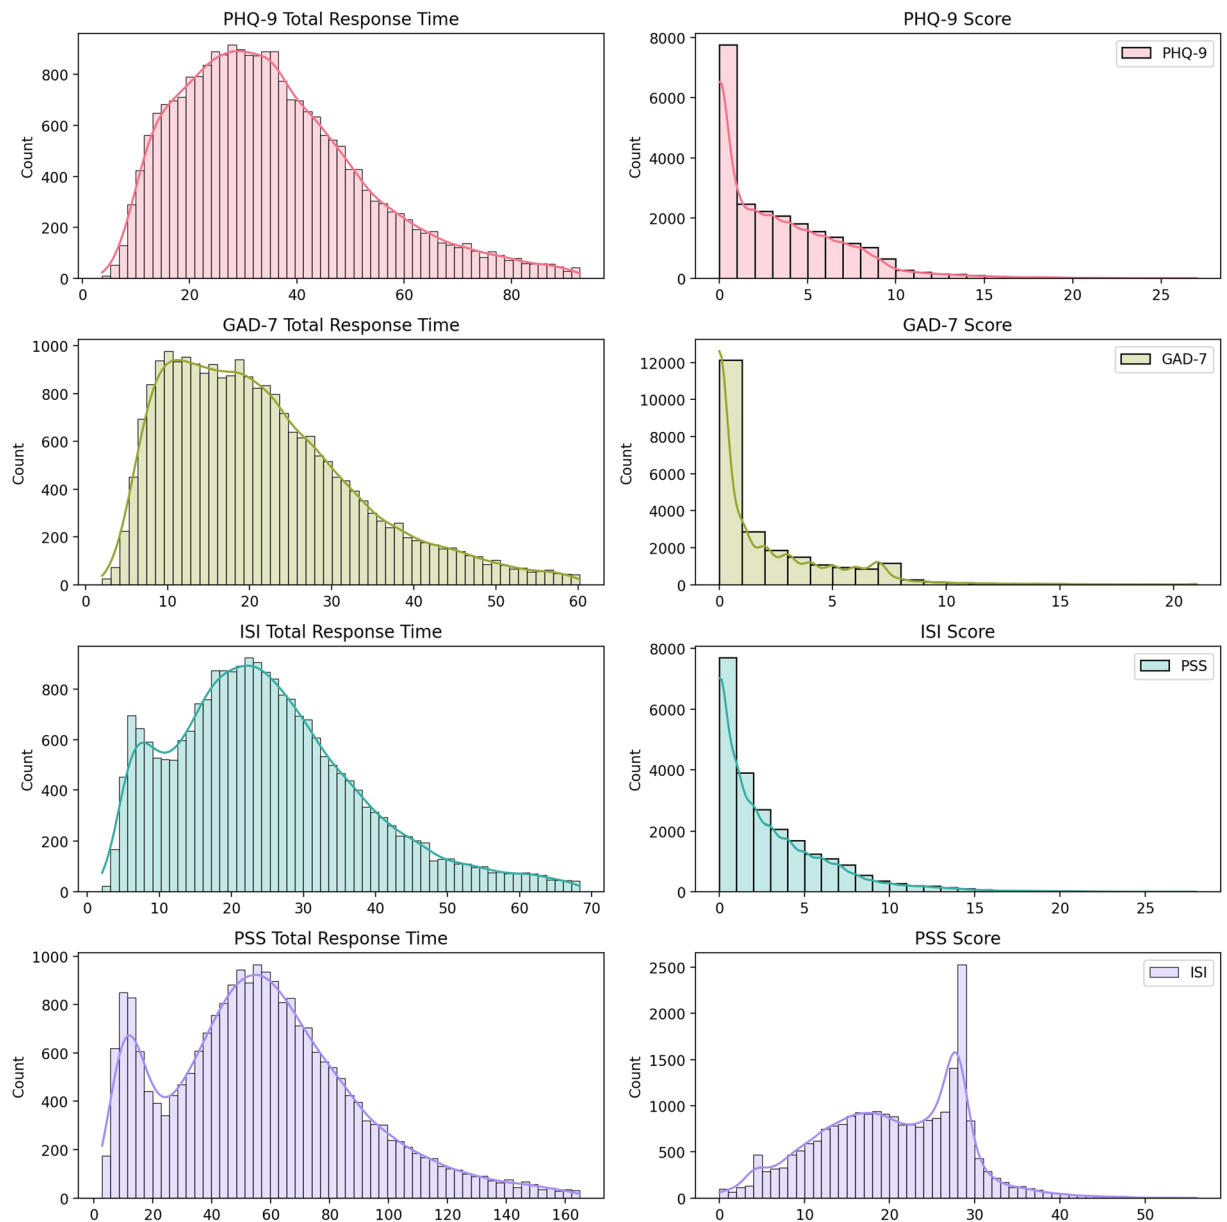 PHQ-9 Total Response Time
Count
0
200
400
600
800
0 20 40 60 80
PHQ-9 Score
PHQ-9
Count
0
2000
4000
6000
8000
0 5 10 15 20 25
GAD-7 Total Response Time
Count
0
200
400
600
800
1000
0 10 20 30 40 50 60
GAD-7 Score
GAD-7
Count
0
2000
4000
6000
8000
10000
12000
0 5 10 15 20
ISI Total Response Time
Count
0
200
400
600
800
0 10 20 30 40 50 60 70
ISI Score
PSS
Count
0
2000
4000
6000
8000
0 5 10 15 20 25
PSS Total Response Time
Count
0
200
400
600
800
1000
0 20 40 60 80 100 120 140 160
PSS Score
ISI
Count
0
500
1000
1500
2000
2500
0 10 20 30 40 50